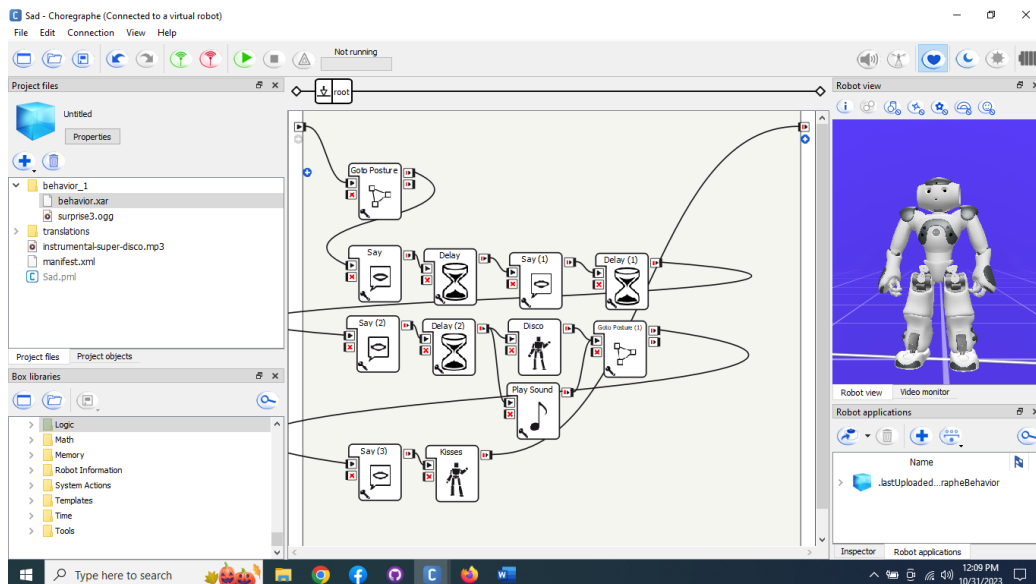 Sad - Choregraphe (Connected to a virtual robot)
File Edit Connection View Help
Not running
Project files
Untitled
Properties
behavior_1
behavior.xar
surprise3.ogg
translations
instrumental-super-disco.mp3
manifest.xml
Sad.pml
Project files Project objects
Box libraries
Logic
Math
Memory
Robot Information
System Actions
Templates
Time
Tools
root
Goto Posture
Say
Delay
Say (1)
Delay (1)
Say (2)
Delay (2)
Disco
Goto Posture (1)
Play Sound
Say (3)
Kisses
Robot view
Robot view Video monitor
Robot applications
Name
.lastUploaded...rapheBehavior
Inspector Robot applications
Type here to search
12:09 PM
10/31/2023